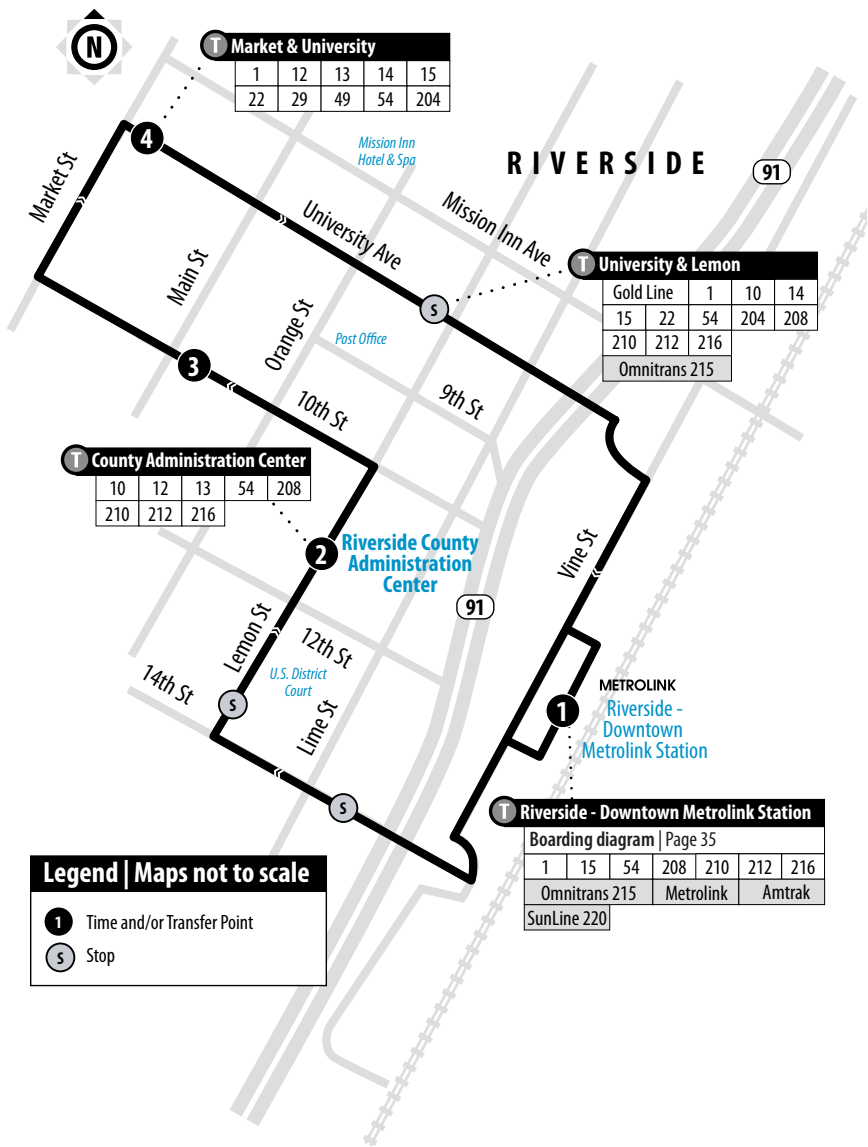 N
T Market & University
1 12 13 14 15
22 29 49 54 204
4
Mission Inn
Hotel & Spa
RIVERSIDE
91
Market St
University Ave
Mission Inn Ave
Main St
T University & Lemon
Gold Line 1 10 14
15 22 54 204 208
210 212 216
Omnitrans 215
S
Orange St
Post Office
3
10th St
9th St
T County Administration Center
10 12 13 54 208
210 212 216
2
Riverside County
Administration
Center
Vine St
91
Lemon St
12th St
U.S. District
Court
14th St
S
Lime St
METROLINK
1
Riverside -
Downtown
Metrolink Station
S
T Riverside - Downtown Metrolink Station
Boarding diagram | Page 35
1 15 54 208 210 212 216
Omnitrans 215 Metrolink Amtrak
SunLine 220
Legend | Maps not to scale
1 Time and/or Transfer Point
S Stop